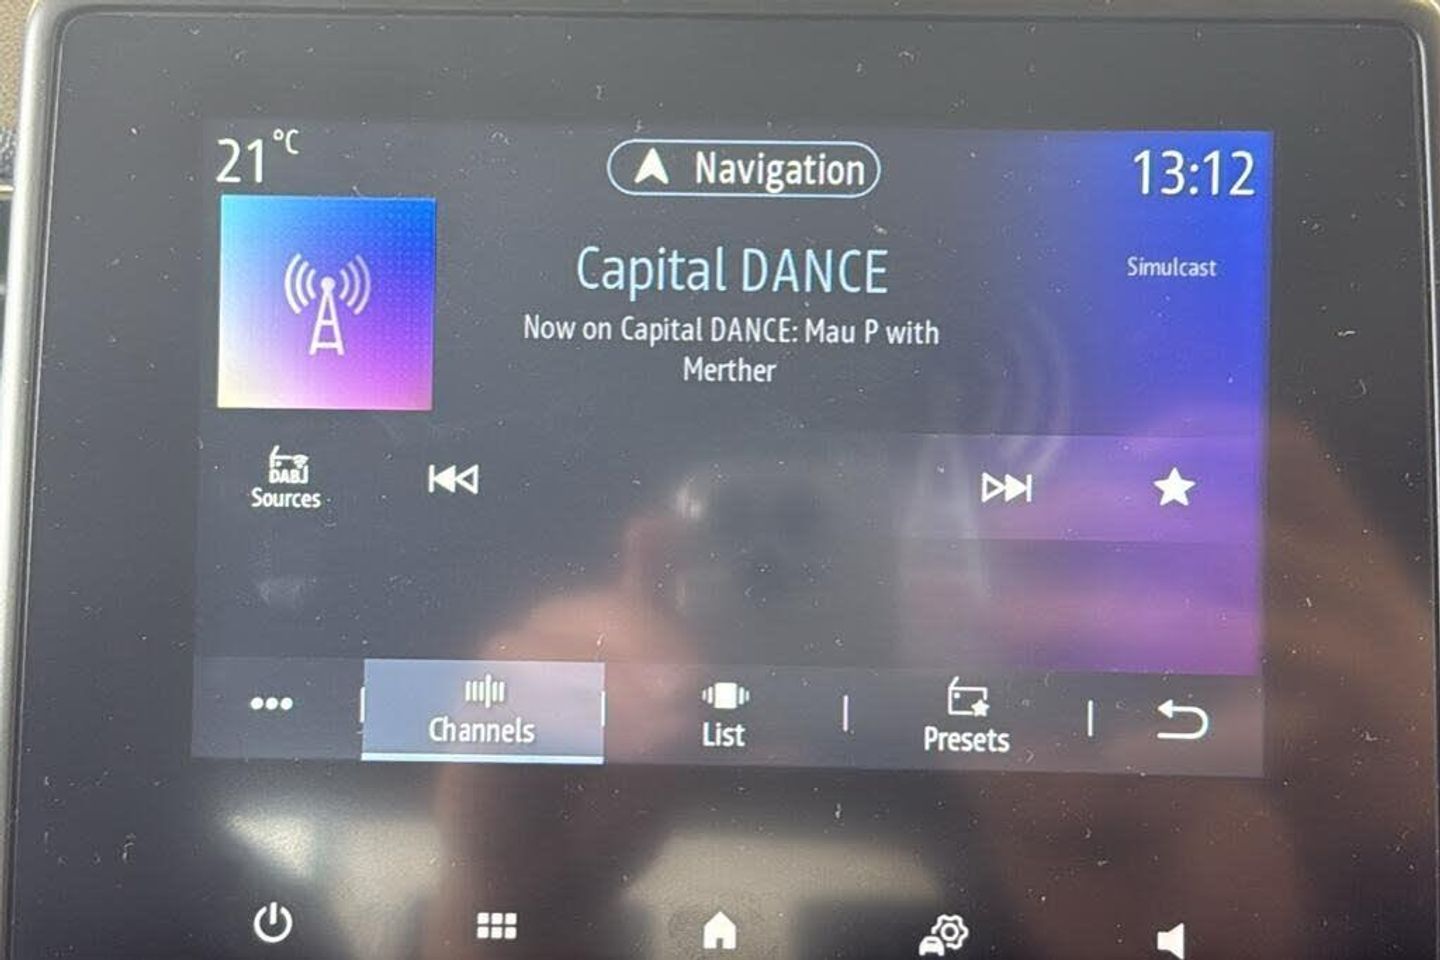 21°C
Navigation
13:12
Capital DANCE
Simulcast
Now on Capital DANCE: Mau P with
Merther
DAB
Sources
Channels
List
Presets